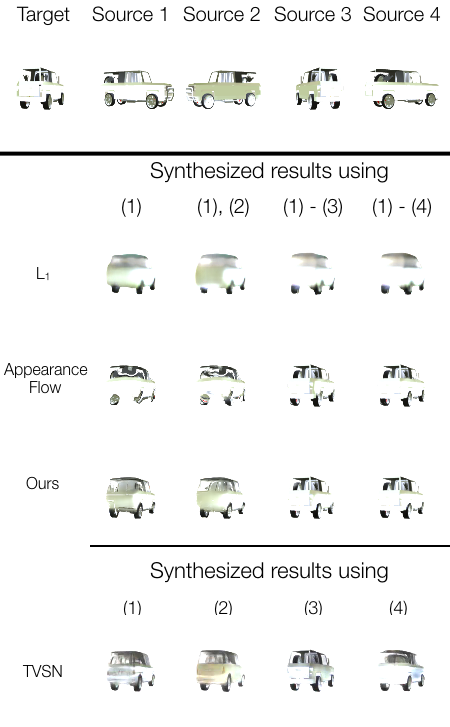 Target Source 1 Source 2 Source 3 Source 4
Synthesized results using
(1) (1), (2) (1) - (3) (1) - (4)
L₁
Appearance
Flow
Ours
Synthesized results using
(1) (2) (3) (4)
TVSN